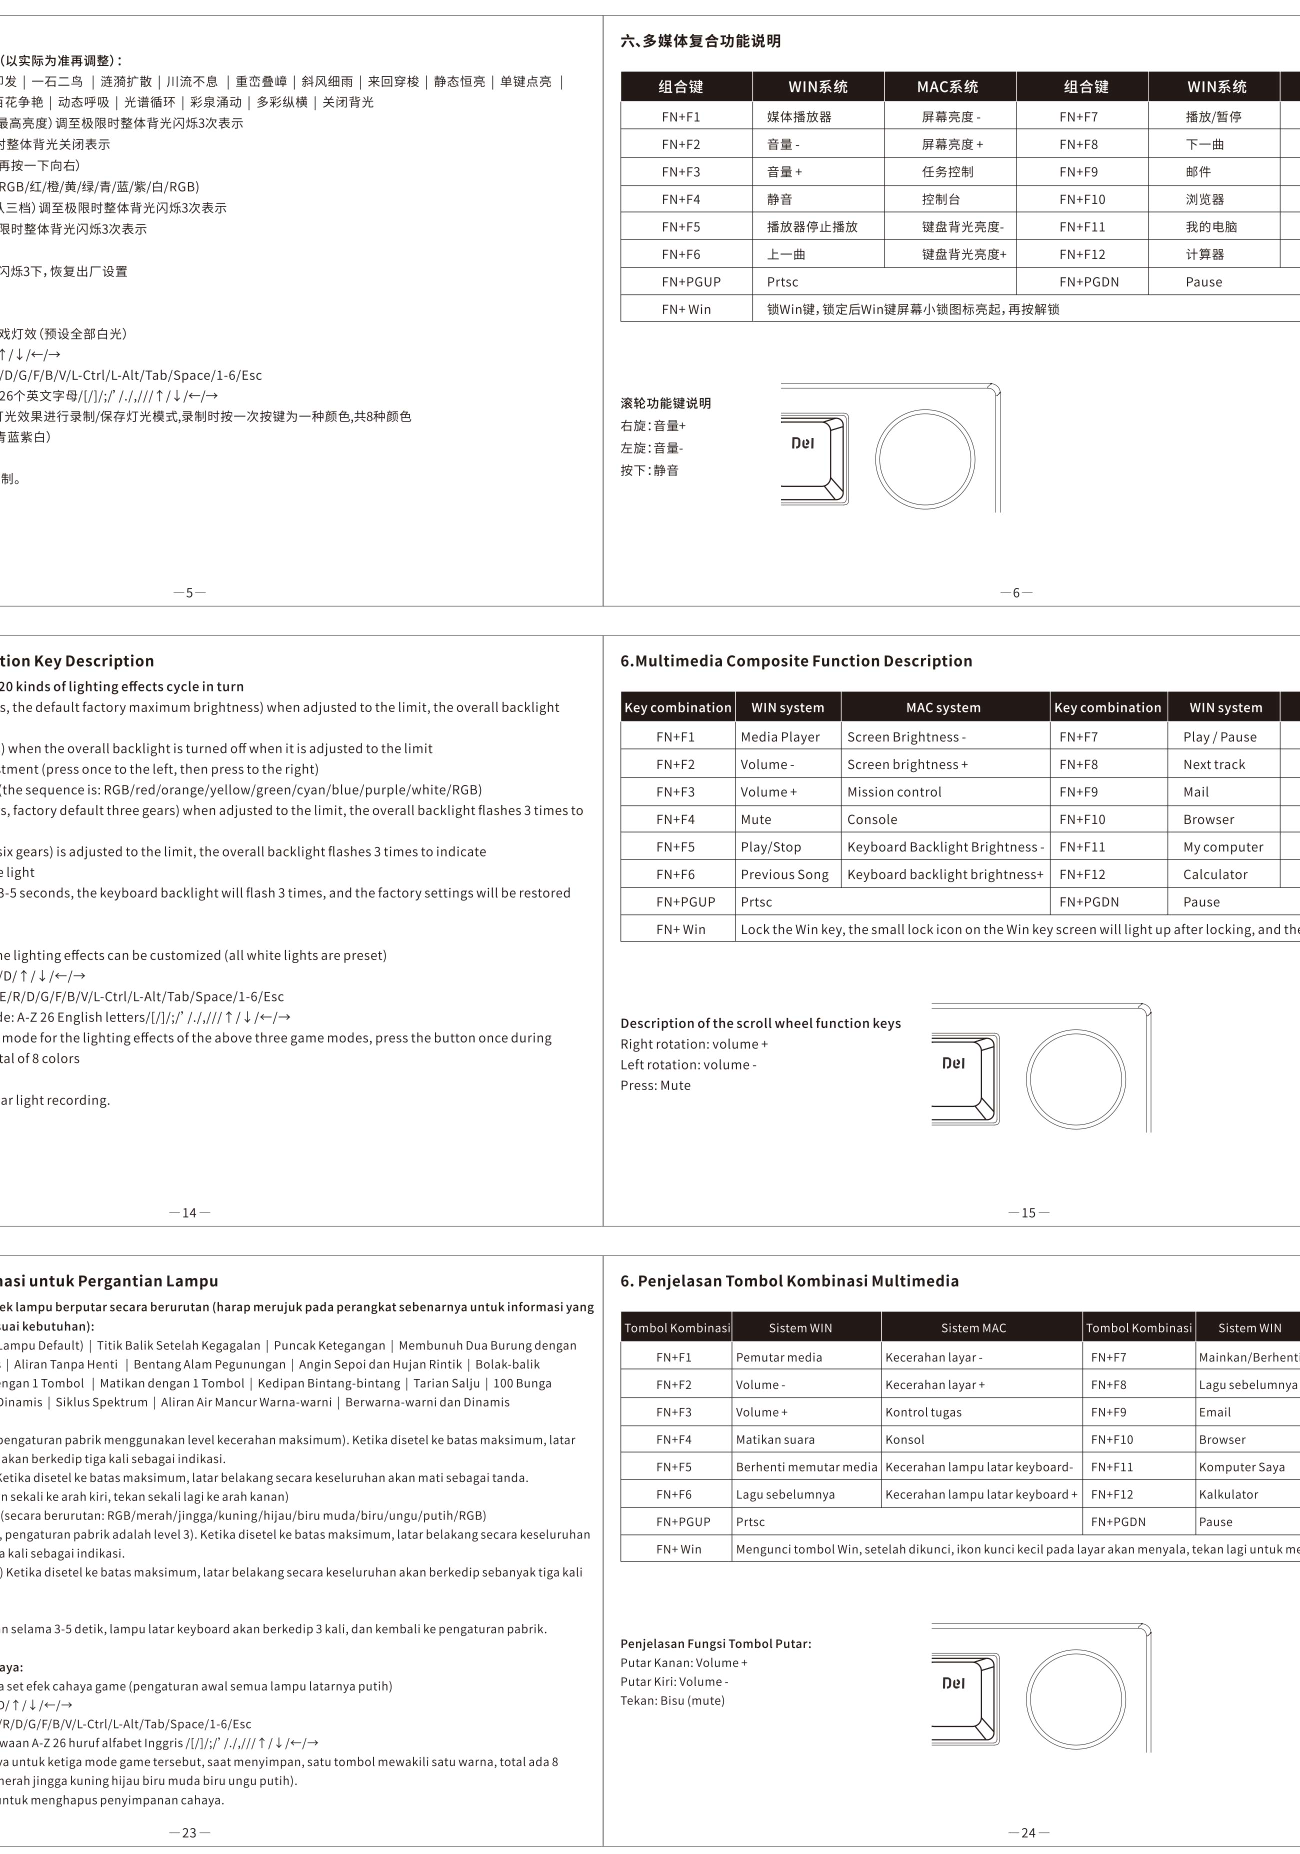 （以实际为准再调整）：
发 | 一石二鸟 | 涟漪扩散 | 川流不息 | 重峦叠嶂 | 斜风细雨 | 来回穿梭 | 静态恒亮 | 单键点亮 |
百花争艳 | 动态呼吸 | 光谱循环 | 彩泉涌动 | 多彩纵横 | 关闭背光
最高亮度）调至极限时整体背光闪烁3次表示
时整体背光关闭表示
再按一下向右）
RGB/红/橙/黄/绿/青/蓝/紫/白/RGB)
三档）调至极限时整体背光闪烁3次表示
限时整体背光闪烁3次表示
闪烁3下，恢复出厂设置
戏灯效（预设全部白光）
↑/↓/←/→
/D/G/F/B/V/L-Ctrl/L-Alt/Tab/Space/1-6/Esc
26个英文字母/[/]/;/’/./,///↑/↓/←/→
灯光效果进行录制/保存灯光模式,录制时按一次按键为一种颜色,共8种颜色
青蓝紫白）
制。
—5—
六、多媒体复合功能说明
组合键 WIN系统 MAC系统 组合键 WIN系统
FN+F1 媒体播放器 屏幕亮度 - FN+F7 播放/暂停
FN+F2 音量 - 屏幕亮度 + FN+F8 下一曲
FN+F3 音量 + 任务控制 FN+F9 邮件
FN+F4 静音 控制台 FN+F10 浏览器
FN+F5 播放器停止播放 键盘背光亮度- FN+F11 我的电脑
FN+F6 上一曲 键盘背光亮度+ FN+F12 计算器
FN+PGUP Prtsc FN+PGDN Pause
FN+ Win 锁Win键，锁定后Win键屏幕小锁图标亮起，再按解锁
滚轮功能键说明
右旋：音量+
左旋：音量-
按下：静音
Del
—6—
tion Key Description
20 kinds of lighting effects cycle in turn
s, the default factory maximum brightness) when adjusted to the limit, the overall backlight
) when the overall backlight is turned off when it is adjusted to the limit
stment (press once to the left, then press to the right)
(the sequence is: RGB/red/orange/yellow/green/cyan/blue/purple/white/RGB)
s, factory default three gears) when adjusted to the limit, the overall backlight flashes 3 times to
six gears) is adjusted to the limit, the overall backlight flashes 3 times to indicate
e light
3-5 seconds, the keyboard backlight will flash 3 times, and the factory settings will be restored
he lighting effects can be customized (all white lights are preset)
/D/↑/↓/←/→
E/R/D/G/F/B/V/L-Ctrl/L-Alt/Tab/Space/1-6/Esc
de: A-Z 26 English letters/[/]/;/’/./,///↑/↓/←/→
mode for the lighting effects of the above three game modes, press the button once during
tal of 8 colors
ar light recording.
—14—
6.Multimedia Composite Function Description
Key combination WIN system MAC system Key combination WIN system
FN+F1 Media Player Screen Brightness - FN+F7 Play / Pause
FN+F2 Volume - Screen brightness + FN+F8 Next track
FN+F3 Volume + Mission control FN+F9 Mail
FN+F4 Mute Console FN+F10 Browser
FN+F5 Play/Stop Keyboard Backlight Brightness - FN+F11 My computer
FN+F6 Previous Song Keyboard backlight brightness+ FN+F12 Calculator
FN+PGUP Prtsc FN+PGDN Pause
FN+ Win Lock the Win key, the small lock icon on the Win key screen will light up after locking, and the
Description of the scroll wheel function keys
Right rotation: volume +
Left rotation: volume -
Press: Mute
Del
—15—
nasi untuk Pergantian Lampu
ek lampu berputar secara berurutan (harap merujuk pada perangkat sebenarnya untuk informasi yang
suai kebutuhan):
Lampu Default) | Titik Balik Setelah Kegagalan | Puncak Ketegangan | Membunuh Dua Burung dengan
s | Aliran Tanpa Henti | Bentang Alam Pegunungan | Angin Sepoi dan Hujan Rintik | Bolak-balik
engan 1 Tombol | Matikan dengan 1 Tombol | Kedipan Bintang-bintang | Tarian Salju | 100 Bunga
Dinamis | Siklus Spektrum | Aliran Air Mancur Warna-warni | Berwarna-warni dan Dinamis
pengaturan pabrik menggunakan level kecerahan maksimum). Ketika disetel ke batas maksimum, latar
akan berkedip tiga kali sebagai indikasi.
Ketika disetel ke batas maksimum, latar belakang secara keseluruhan akan mati sebagai tanda.
n sekali ke arah kiri, tekan sekali lagi ke arah kanan)
(secara berurutan: RGB/merah/jingga/kuning/hijau/biru muda/biru/ungu/putih/RGB)
, pengaturan pabrik adalah level 3). Ketika disetel ke batas maksimum, latar belakang secara keseluruhan
a kali sebagai indikasi.
) Ketika disetel ke batas maksimum, latar belakang secara keseluruhan akan berkedip sebanyak tiga kali
n selama 3-5 detik, lampu latar keyboard akan berkedip 3 kali, dan kembali ke pengaturan pabrik.
aya:
a set efek cahaya game (pengaturan awal semua lampu latarnya putih)
D/↑/↓/←/→
/R/D/G/F/B/V/L-Ctrl/L-Alt/Tab/Space/1-6/Esc
waan A-Z 26 huruf alfabet Inggris /[/]/;/’/./,///↑/↓/←/→
ya untuk ketiga mode game tersebut, saat menyimpan, satu tombol mewakili satu warna, total ada 8
merah jingga kuning hijau biru muda biru ungu putih).
untuk menghapus penyimpanan cahaya.
—23—
6. Penjelasan Tombol Kombinasi Multimedia
Tombol Kombinasi Sistem WIN Sistem MAC Tombol Kombinasi Sistem WIN
FN+F1 Pemutar media Kecerahan layar - FN+F7 Mainkan/Berhenti
FN+F2 Volume - Kecerahan layar + FN+F8 Lagu sebelumnya
FN+F3 Volume + Kontrol tugas FN+F9 Email
FN+F4 Matikan suara Konsol FN+F10 Browser
FN+F5 Berhenti memutar media Kecerahan lampu latar keyboard- FN+F11 Komputer Saya
FN+F6 Lagu sebelumnya Kecerahan lampu latar keyboard + FN+F12 Kalkulator
FN+PGUP Prtsc FN+PGDN Pause
FN+ Win Mengunci tombol Win, setelah dikunci, ikon kunci kecil pada layar akan menyala, tekan lagi untuk me
Penjelasan Fungsi Tombol Putar:
Putar Kanan: Volume +
Putar Kiri: Volume -
Tekan: Bisu (mute)
Del
—24—